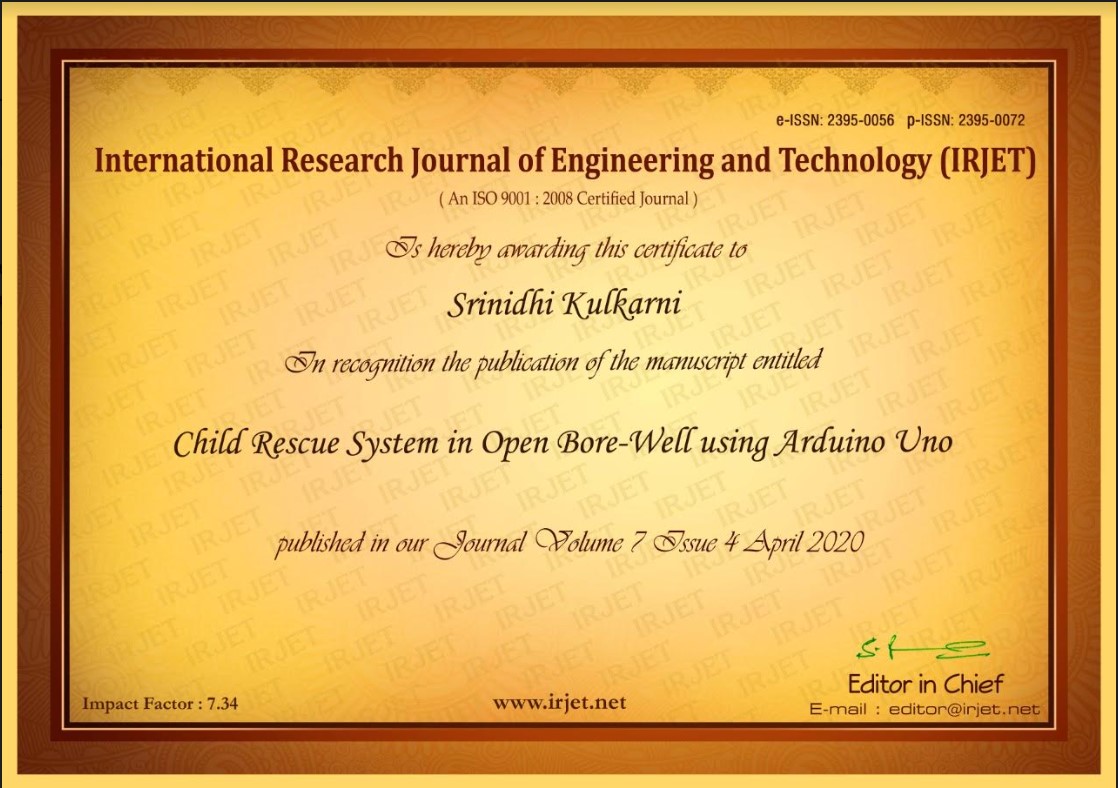 e-ISSN: 2395-0056 p-ISSN: 2395-0072
International Research Journal of Engineering and Technology (IRJET)
( An ISO 9001 : 2008 Certified Journal )
Is hereby awarding this certificate to
Srinidhi Kulkarni
In recognition the publication of the manuscript entitled
Child Rescue System in Open Bore-Well using Arduino Uno
published in our Journal Volume 7 Issue 4 April 2020
Editor in Chief
Impact Factor : 7.34 www.irjet.net E-mail : editor@irjet.net